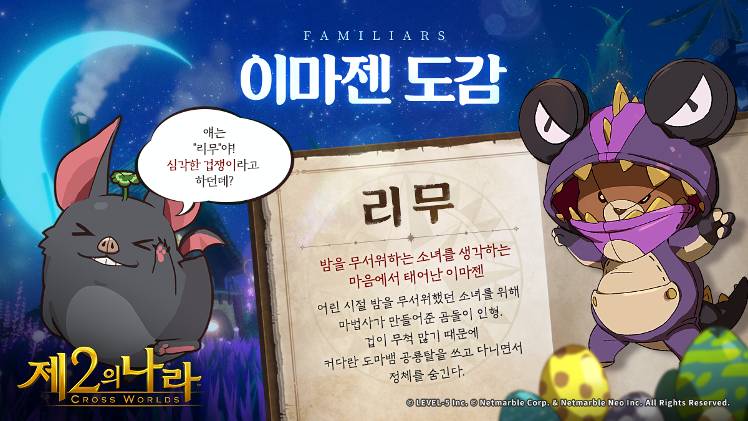 FAMILIARS
이마젠 도감
얘는
"리무"야!
심각한 겁쟁이라고
하던데?
리무
밤을 무서워하는 소녀를 생각하는
마음에서 태어난 이마젠
어린 시절 밤을 무서워했던 소녀를 위해
마법사가 만들어준 곰돌이 인형.
겁이 무척 많기 때문에
커다란 도마뱀 공룡탈을 쓰고 다니면서
정체를 숨긴다.
제2의 나라
CROSS WORLDS
© LEVEL-5 Inc. © Netmarble Corp. & Netmarble Neo Inc. All Rights Reserved.